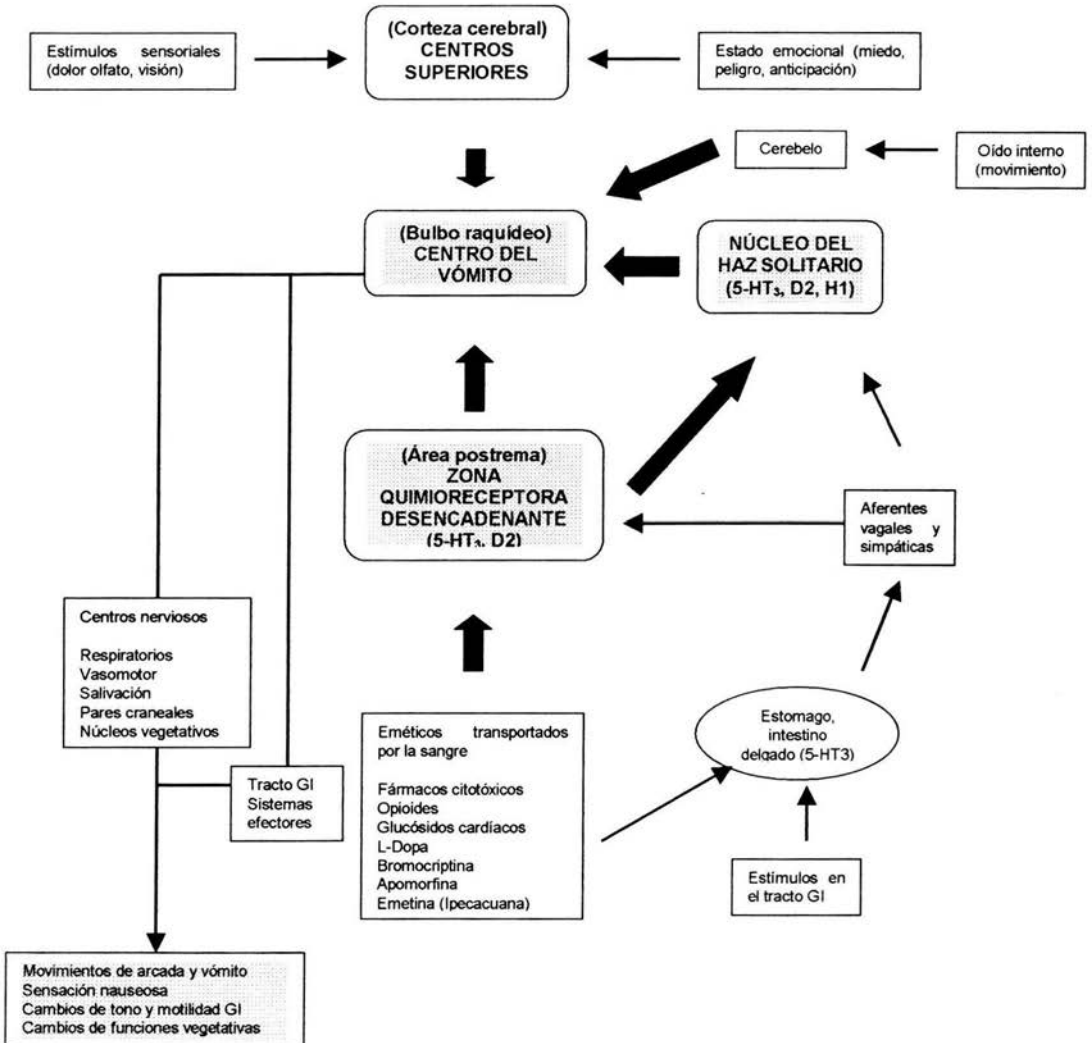 (Corteza cerebral)
CENTROS
SUPERIORES
Estímulos sensoriales
(dolor olfato, visión)
Estado emocional (miedo,
peligro, anticipación)
Cerebelo
Oído interno
(movimiento)
(Bulbo raquídeo)
CENTRO DEL
VÓMITO
NÚCLEO DEL
HAZ SOLITARIO
(5-HT₃, D2, H1)
(Área postrema)
ZONA
QUIMIORECEPTORA
DESENCADENANTE
(5-HT₃, D2)
Aferentes
vagales y
simpáticas
Centros nerviosos
Respiratorios
Vasomotor
Salivación
Pares craneales
Núcleos vegetativos
Tracto GI
Sistemas
efectores
Eméticos transportados
por la sangre
Fármacos citotóxicos
Opioides
Glucósidos cardíacos
L-Dopa
Bromocriptina
Apomorfina
Emetina (Ipecacuana)
Estomago,
intestino
delgado (5-HT3)
Estímulos en
el tracto GI
Movimientos de arcada y vómito
Sensación nauseosa
Cambios de tono y motilidad GI
Cambios de funciones vegetativas